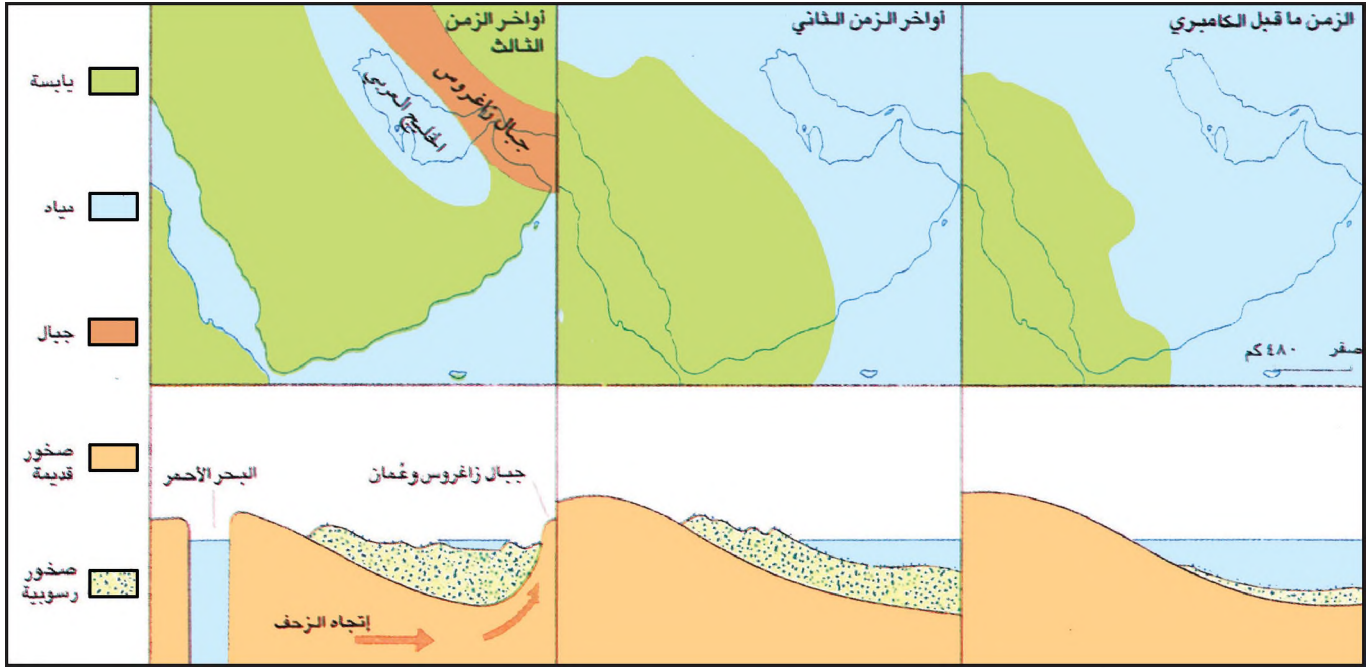 الزمن ما قبل الكامبري
صفر ٤٨٠ كم
أواخر الزمن الثاني
أواخر الزمن
الثالث
جبال زاغروس
الخليج العربي
يابسة
مياه
جبال
صخور
قديمة
صخور
رسوبية
جبال زاغروس وعُمان
البحر الأحمر
إتجاه الزحف